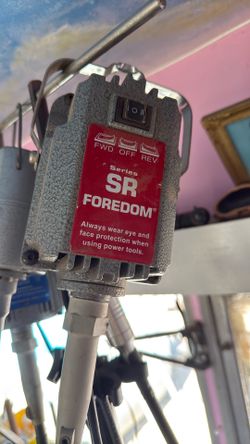 FWD OFF REV
Series
SR
FOREDOM®
Always wear eye and
face protection when
using power tools.